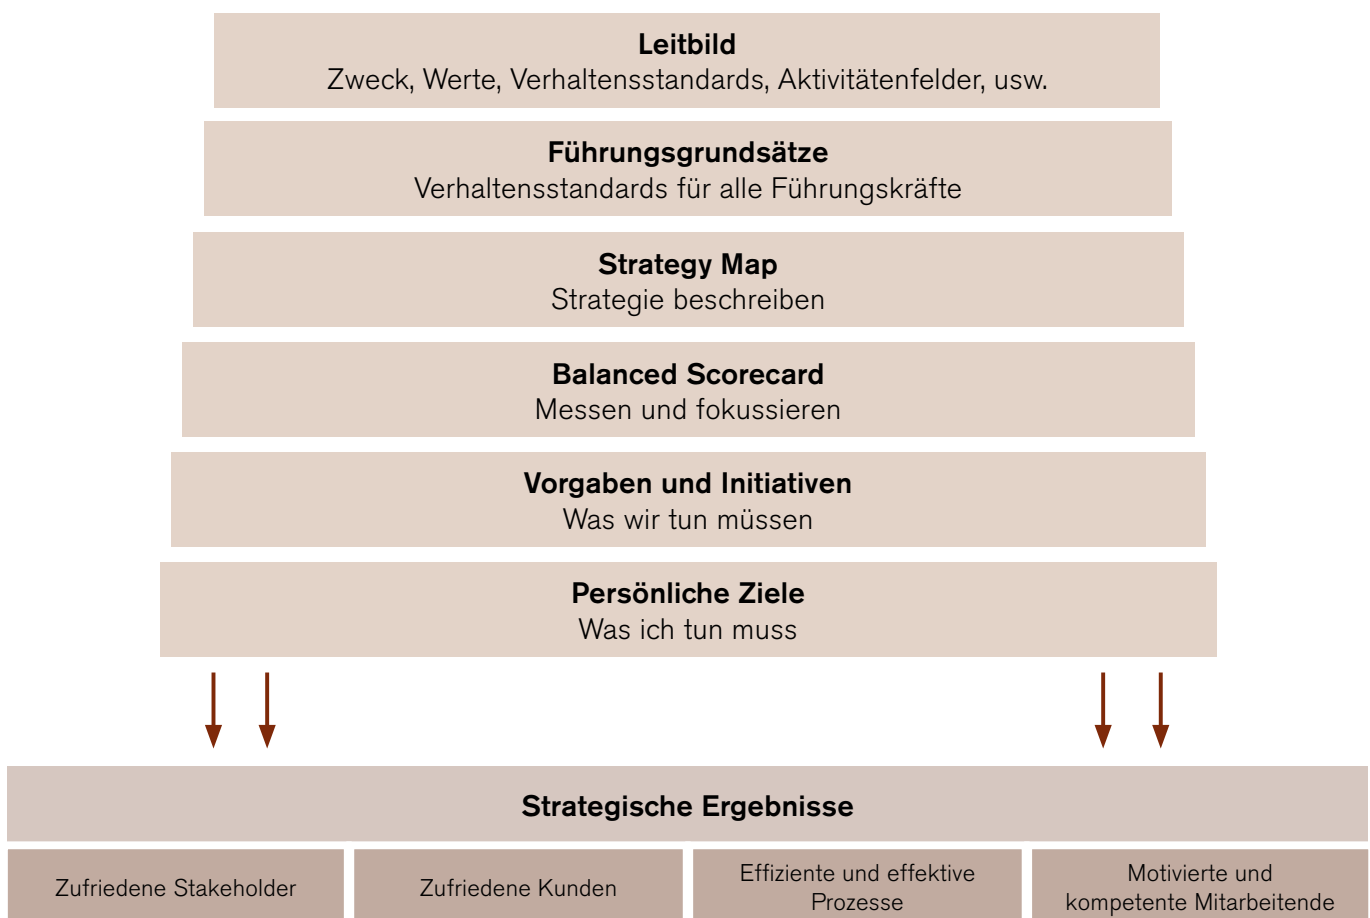 Leitbild
Zweck, Werte, Verhaltensstandards, Aktivitätenfelder, usw.
Führungsgrundsätze
Verhaltensstandards für alle Führungskräfte
Strategy Map
Strategie beschreiben
Balanced Scorecard
Messen und fokussieren
Vorgaben und Initiativen
Was wir tun müssen
Persönliche Ziele
Was ich tun muss
Strategische Ergebnisse
Zufriedene Stakeholder
Zufriedene Kunden
Effiziente und effektive
Prozesse
Motivierte und
kompetente Mitarbeitende